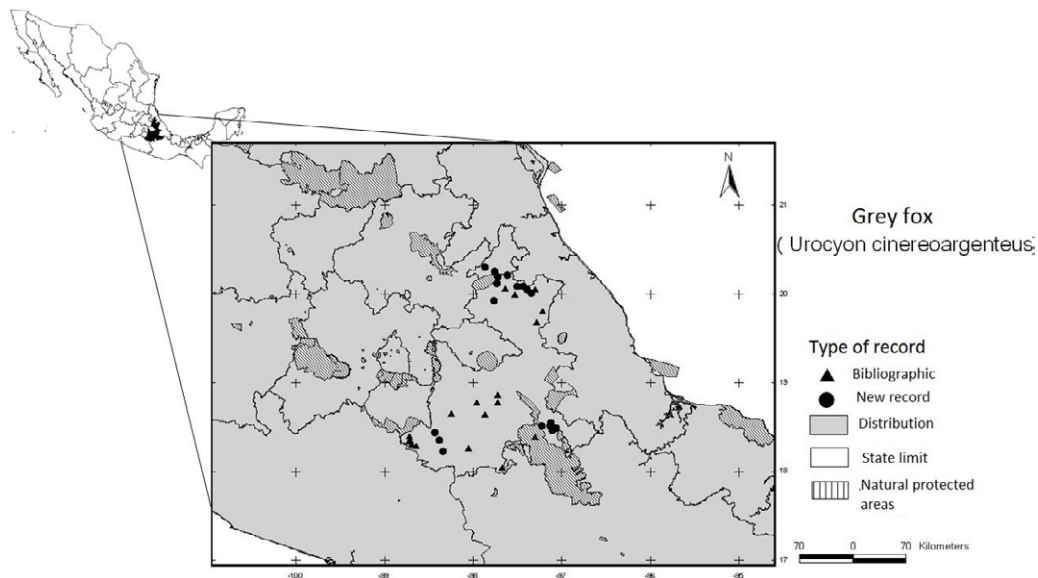 N
21
20
19
18
17
-100
-99
-98
-97
-96
-95
Grey fox
( Urocyon cinereoargenteus)
Type of record
Bibliographic
New record
Distribution
State limit
Natural protected
areas
70 0 70 Kilometers